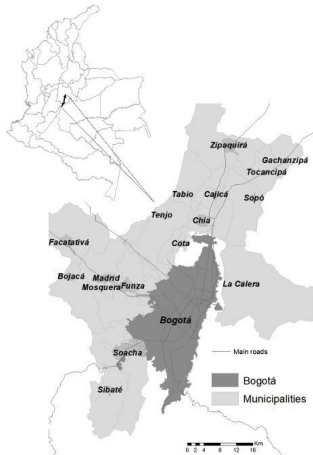 Zipaquirá
Gachanzipá
Tocancipá
Tabio
Cajicá
Sopó
Tenjo
Chia
Facatativá
Cota
Bojacá
Madrid
Mosquera
Funza
La Calera
Bogotá
Soacha
Main roads
Sibaté
Bogotá
Municipalities
0 2 4 8 12 16
Km